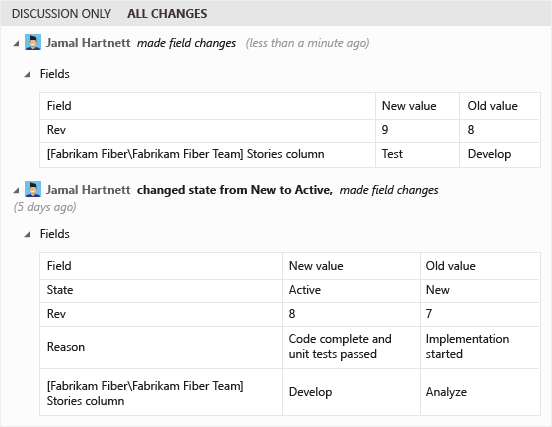 DISCUSSION ONLY ALL CHANGES
Jamal Hartnett made field changes (less than a minute ago)
Fields
Field New value Old value
Rev 9 8
[Fabrikam Fiber\Fabrikam Fiber Team] Stories column Test Develop
Jamal Hartnett changed state from New to Active, made field changes
(5 days ago)
Fields
Field New value Old value
State Active New
Rev 8 7
Reason Code complete and unit tests passed Implementation started
[Fabrikam Fiber\Fabrikam Fiber Team]
Stories column Develop Analyze